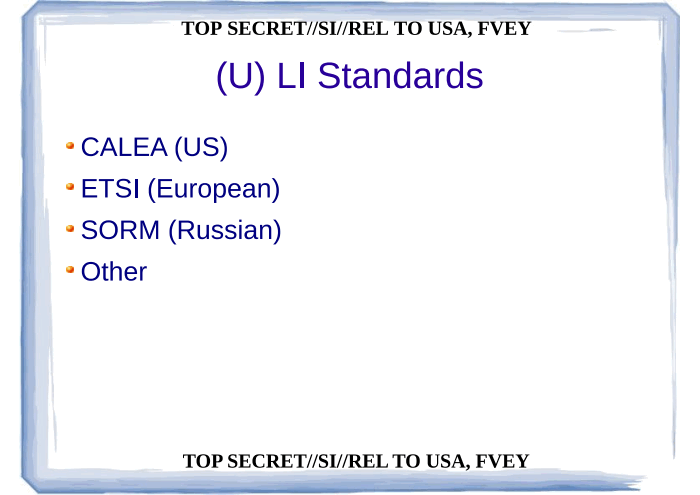 TOP SECRET//SI//REL TO USA, FVEY
(U) LI Standards
CALEA (US)
ETSI (European)
SORM (Russian)
Other
TOP SECRET//SI//REL TO USA, FVEY